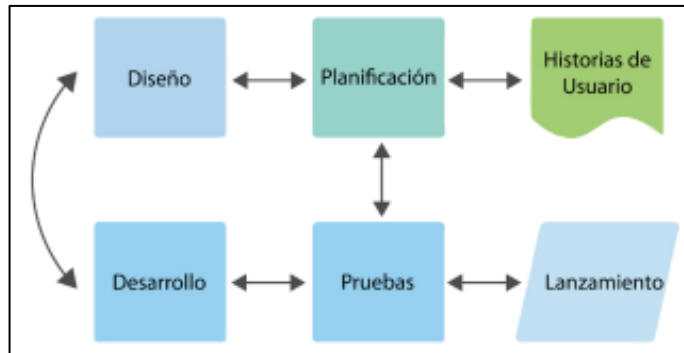 Diseño
Planificación
Historias de
Usuario
Desarrollo
Pruebas
Lanzamiento